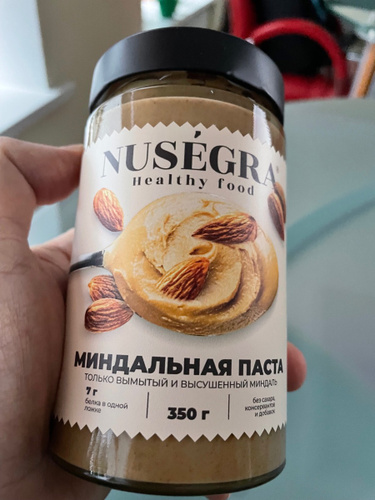 NUSÉGRA
Healthy food
МИНДАЛЬНАЯ ПАСТА
ТОЛЬКО ВЫМЫТЫЙ И ВЫСУШЕННЫЙ МИНДАЛЬ
7 г
белка в одной
ложке
350 г
без сахара,
консервантов
и добавок